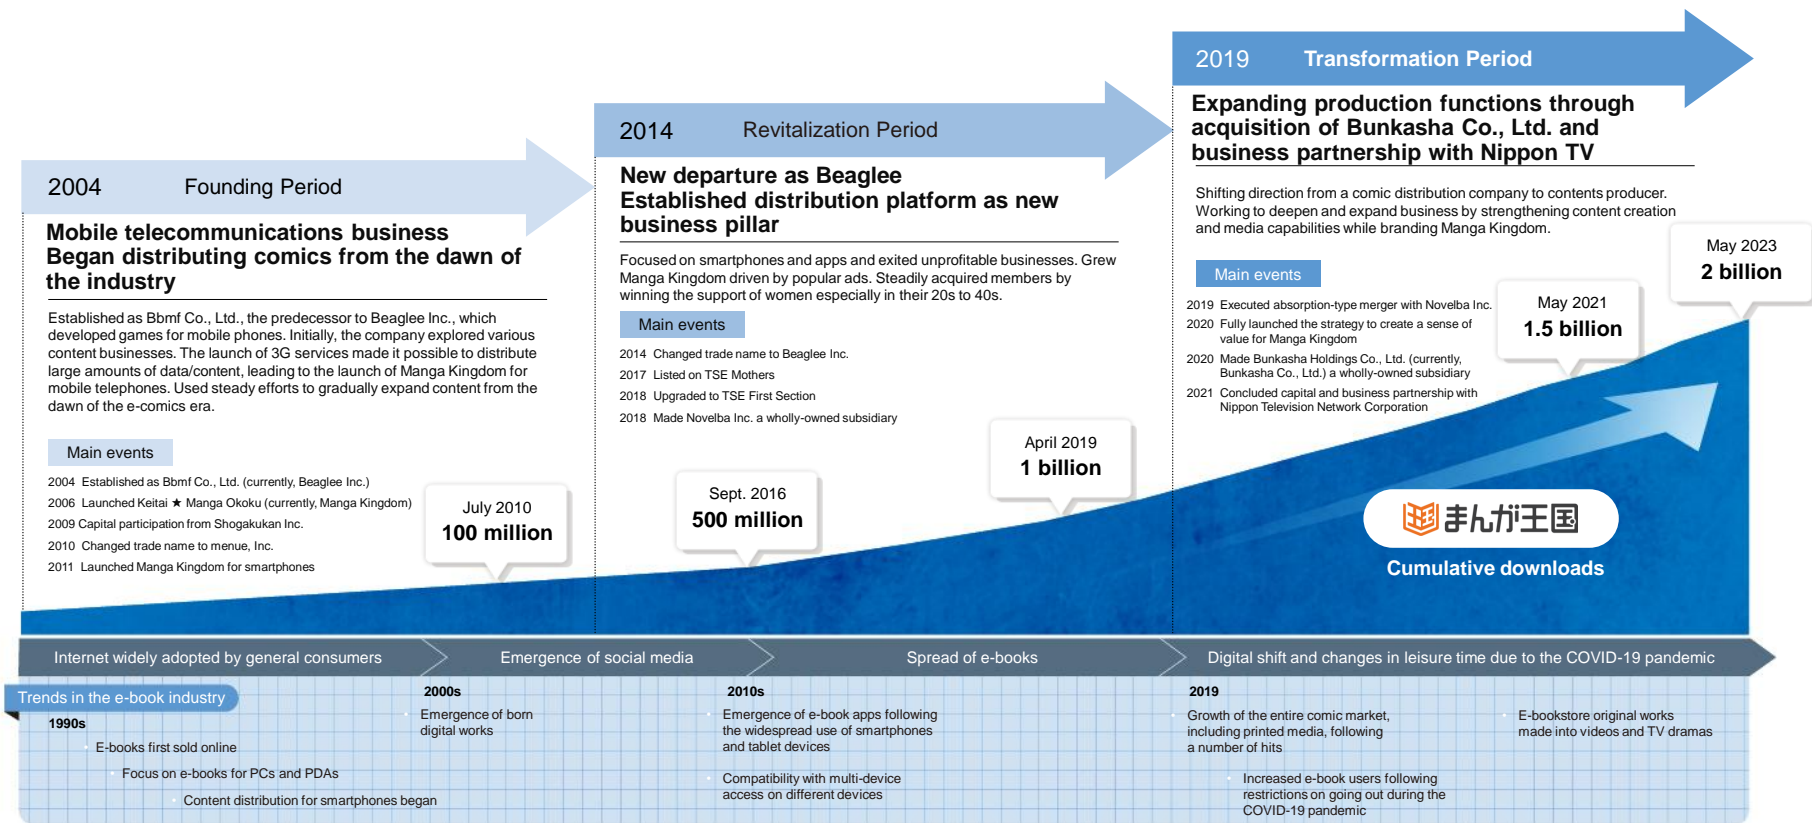 2004 Founding Period
Mobile telecommunications business
Began distributing comics from the dawn of
the industry
Established as Bbmf Co., Ltd., the predecessor to Beaglee Inc., which
developed games for mobile phones. Initially, the company explored various
content businesses. The launch of 3G services made it possible to distribute
large amounts of data/content, leading to the launch of Manga Kingdom for
mobile telephones. Used steady efforts to gradually expand content from the
dawn of the e-comics era.
Main events
2004 Established as Bbmf Co., Ltd. (currently, Beaglee Inc.)
2006 Launched Keitai ★ Manga Okoku (currently, Manga Kingdom)
2009 Capital participation from Shogakukan Inc.
2010 Changed trade name to menue, Inc.
2011 Launched Manga Kingdom for smartphones
July 2010
100 million
2014 Revitalization Period
New departure as Beaglee
Established distribution platform as new
business pillar
Focused on smartphones and apps and exited unprofitable businesses. Grew
Manga Kingdom driven by popular ads. Steadily acquired members by
winning the support of women especially in their 20s to 40s.
Main events
2014 Changed trade name to Beaglee Inc.
2017 Listed on TSE Mothers
2018 Upgraded to TSE First Section
2018 Made Novelba Inc. a wholly-owned subsidiary
Sept. 2016
500 million
April 2019
1 billion
2019 Transformation Period
Expanding production functions through
acquisition of Bunkasha Co., Ltd. and
business partnership with Nippon TV
Shifting direction from a comic distribution company to contents producer.
Working to deepen and expand business by strengthening content creation
and media capabilities while branding Manga Kingdom.
Main events
2019 Executed absorption-type merger with Novelba Inc.
2020 Fully launched the strategy to create a sense of
value for Manga Kingdom
2020 Made Bunkasha Holdings Co., Ltd. (currently,
Bunkasha Co., Ltd.) a wholly-owned subsidiary
2021 Concluded capital and business partnership with
Nippon Television Network Corporation
May 2021
1.5 billion
May 2023
2 billion
まんが王国
Cumulative downloads
Internet widely adopted by general consumers
Emergence of social media
Spread of e-books
Digital shift and changes in leisure time due to the COVID-19 pandemic
Trends in the e-book industry
1990s
E-books first sold online
Focus on e-books for PCs and PDAs
Content distribution for smartphones began
2000s
Emergence of born
digital works
2010s
Emergence of e-book apps following
the widespread use of smartphones
and tablet devices
Compatibility with multi-device
access on different devices
2019
Growth of the entire comic market,
including printed media, following
a number of hits
Increased e-book users following
restrictions on going out during the
COVID-19 pandemic
E-bookstore original works
made into videos and TV dramas